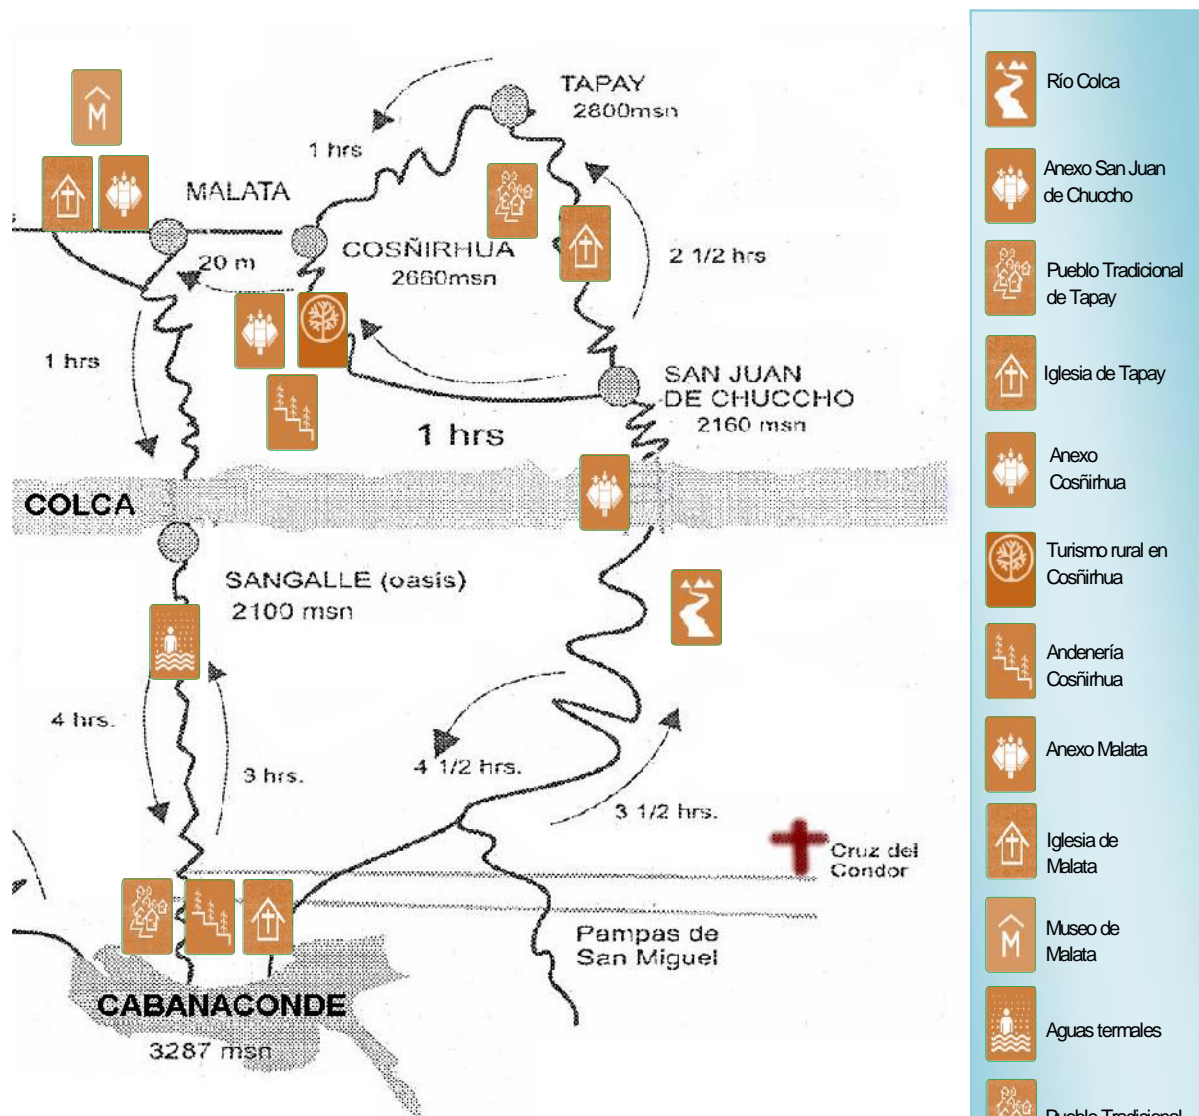 TAPAY
2800msn
1 hrs
MALATA
COSÑIRHUA
2660msn
20 m
2 1/2 hrs
1 hrs
SAN JUAN
DE CHUCCHO
2160 msn
1 hrs
COLCA
SANGALLE (oasis)
2100 msn
4 hrs.
3 hrs.
4 1/2 hrs.
3 1/2 hrs.
Cruz del
Condor
Pampas de
San Miguel
CABANACONDE
3287 msn
M
Río Colca
Anexo San Juan
de Chuccho
Pueblo Tradicional
de Tapay
Iglesia de Tapay
Anexo
Cosñirhua
Turismo rural en
Cosñirhua
Andenería
Cosñirhua
Anexo Malata
Iglesia de
Malata
M
Museo de
Malata
Aguas termales
Pueblo Tradicional